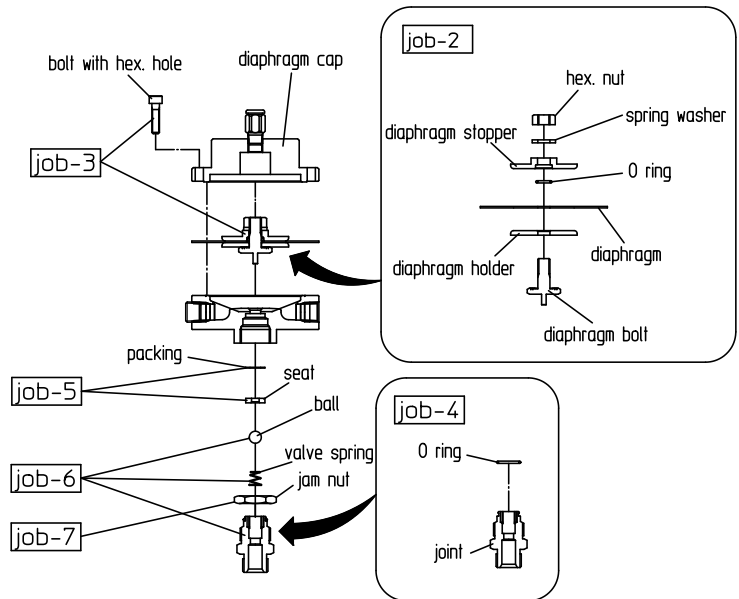 job-2
bolt with hex. hole
diaphragm cap
hex. nut
spring washer
diaphragm stopper
job-3
O ring
diaphragm
diaphragm holder
diaphragm bolt
packing
job-5
seat
ball
job-4
O ring
valve spring
job-6
jam nut
job-7
joint